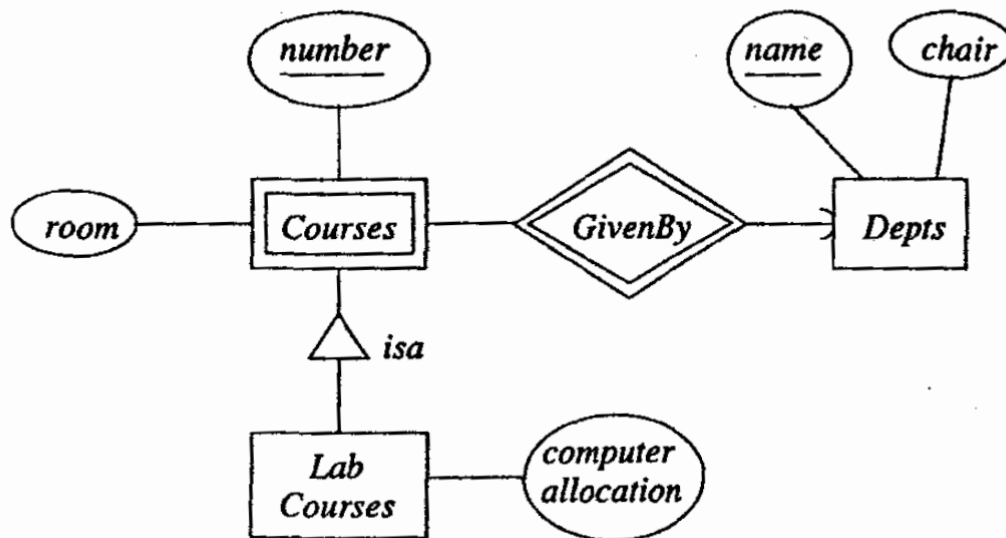 number
name
chair
room
Courses
GivenBy
Depts
isa
Lab
Courses
computer
allocation